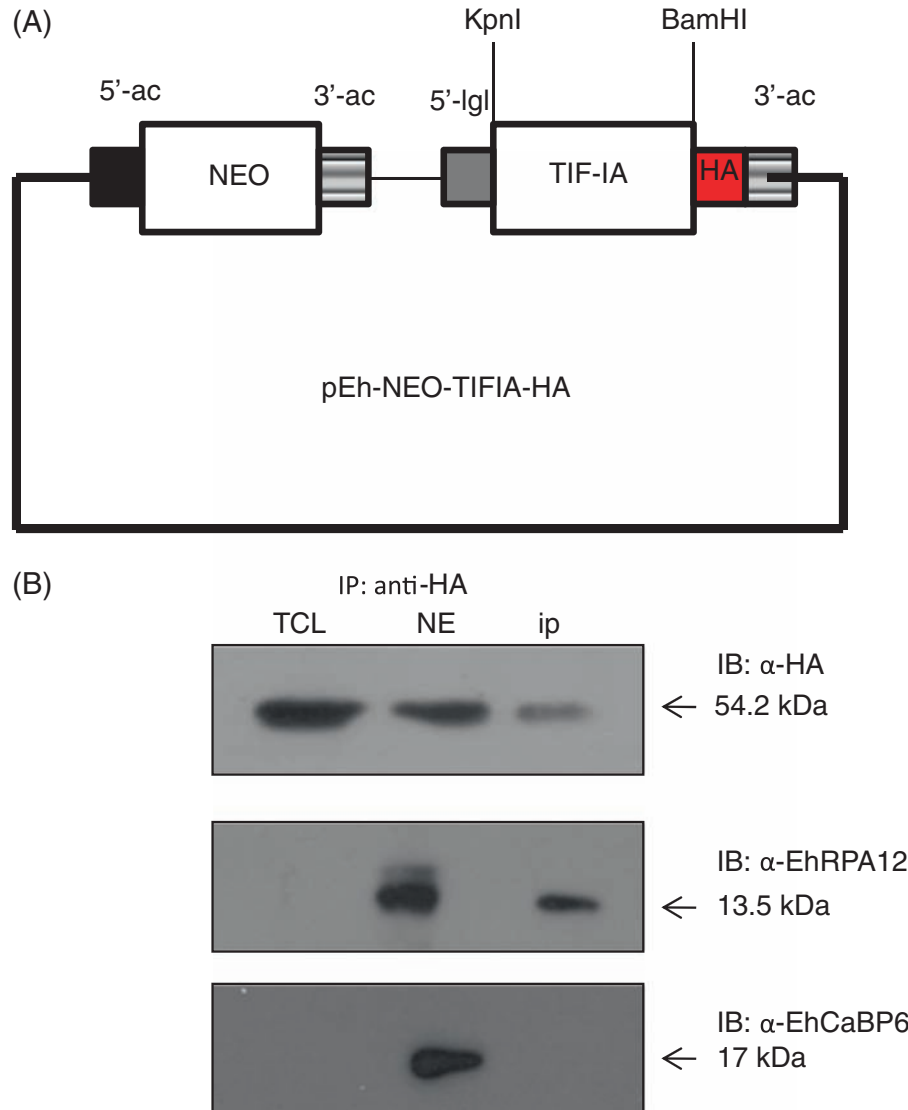 (A)
KpnI BamHI
5’-ac 3’-ac 5’-lgl 3’-ac
NEO TIF-IA HA
pEh-NEO-TIFIA-HA
(B)
IP: anti-HA
TCL NE ip
IB: α-HA
54.2 kDa
IB: α-EhRPA12
13.5 kDa
IB: α-EhCaBP6
17 kDa